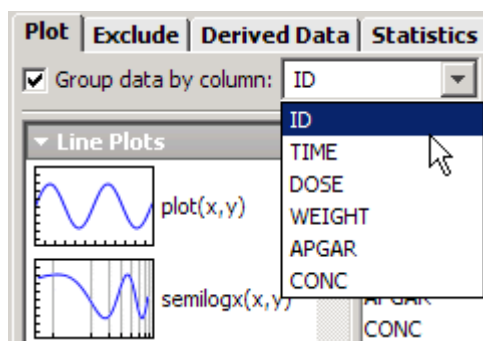 Plot Exclude Derived Data Statistics
Group data by column: ID
ID
Line Plots
TIME
DOSE
plot(x,y)
WEIGHT
APGAR
CONC
semilogx(x,y)
APGAR
CONC